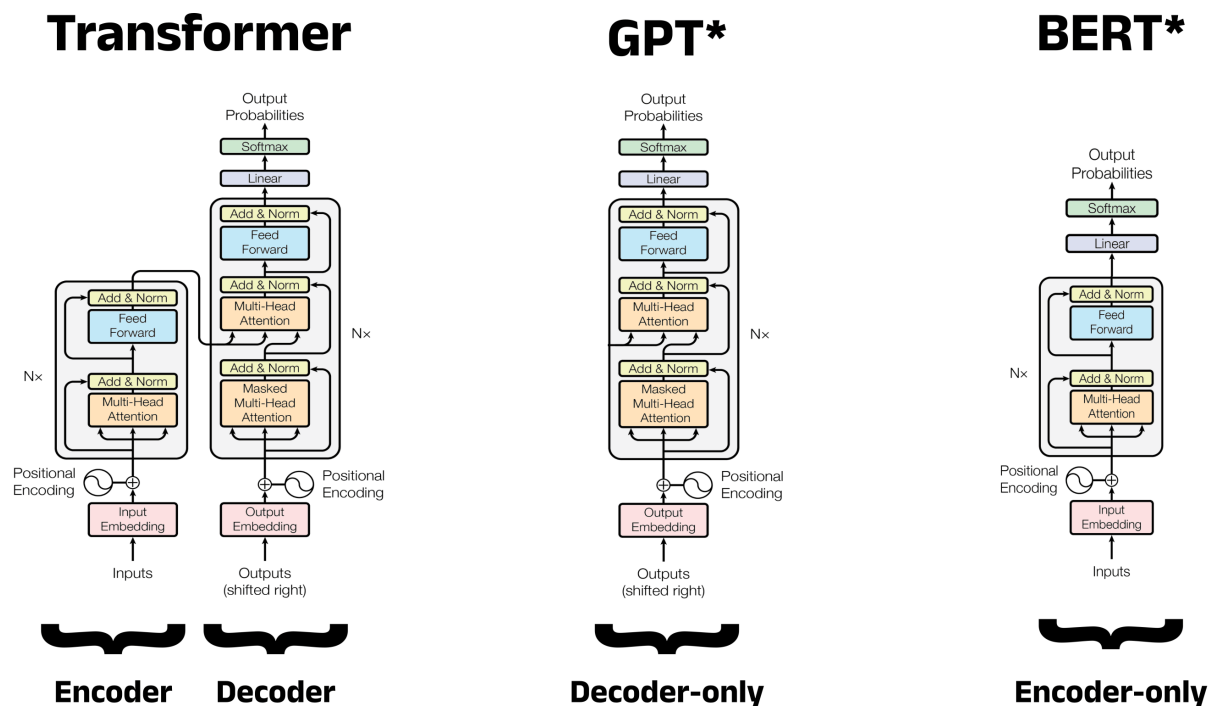 Transformer
Output
Probabilities
Softmax
Linear
Add & Norm
Feed
Forward
Add & Norm
Multi-Head
Attention
Add & Norm
Masked
Multi-Head
Attention
N×
Add & Norm
Feed
Forward
Add & Norm
Multi-Head
Attention
N×
Positional
Encoding
Input
Embedding
Inputs
Output
Embedding
Positional
Encoding
Outputs
(shifted right)
Encoder
Decoder
GPT*
Output
Probabilities
Softmax
Linear
Add & Norm
Feed
Forward
Add & Norm
Multi-Head
Attention
Add & Norm
Masked
Multi-Head
Attention
N×
Positional
Encoding
Output
Embedding
Outputs
(shifted right)
Decoder-only
BERT*
Output
Probabilities
Softmax
Linear
Add & Norm
Feed
Forward
Add & Norm
Multi-Head
Attention
N×
Positional
Encoding
Input
Embedding
Inputs
Encoder-only